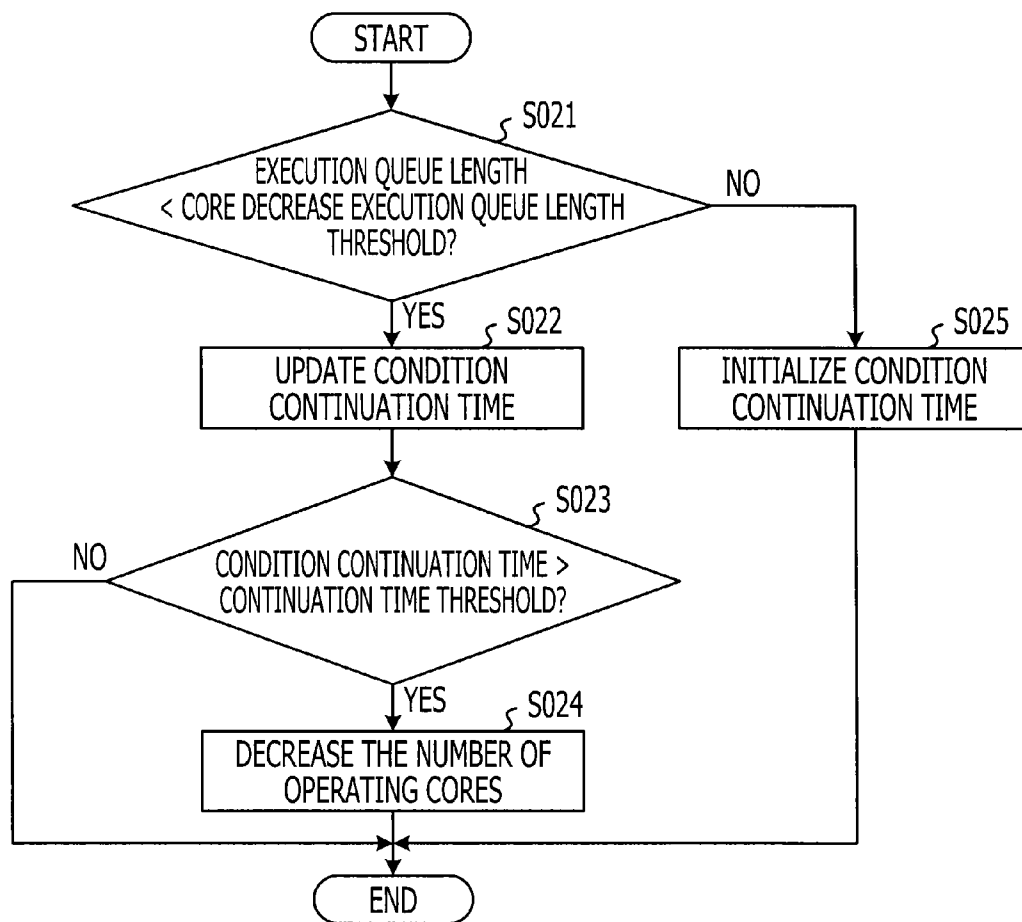 START
S021
EXECUTION QUEUE LENGTH
< CORE DECREASE EXECUTION QUEUE LENGTH
THRESHOLD?
NO
YES
S022
UPDATE CONDITION
CONTINUATION TIME
S025
INITIALIZE CONDITION
CONTINUATION TIME
S023
NO
CONDITION CONTINUATION TIME >
CONTINUATION TIME THRESHOLD?
YES
S024
DECREASE THE NUMBER OF
OPERATING CORES
END